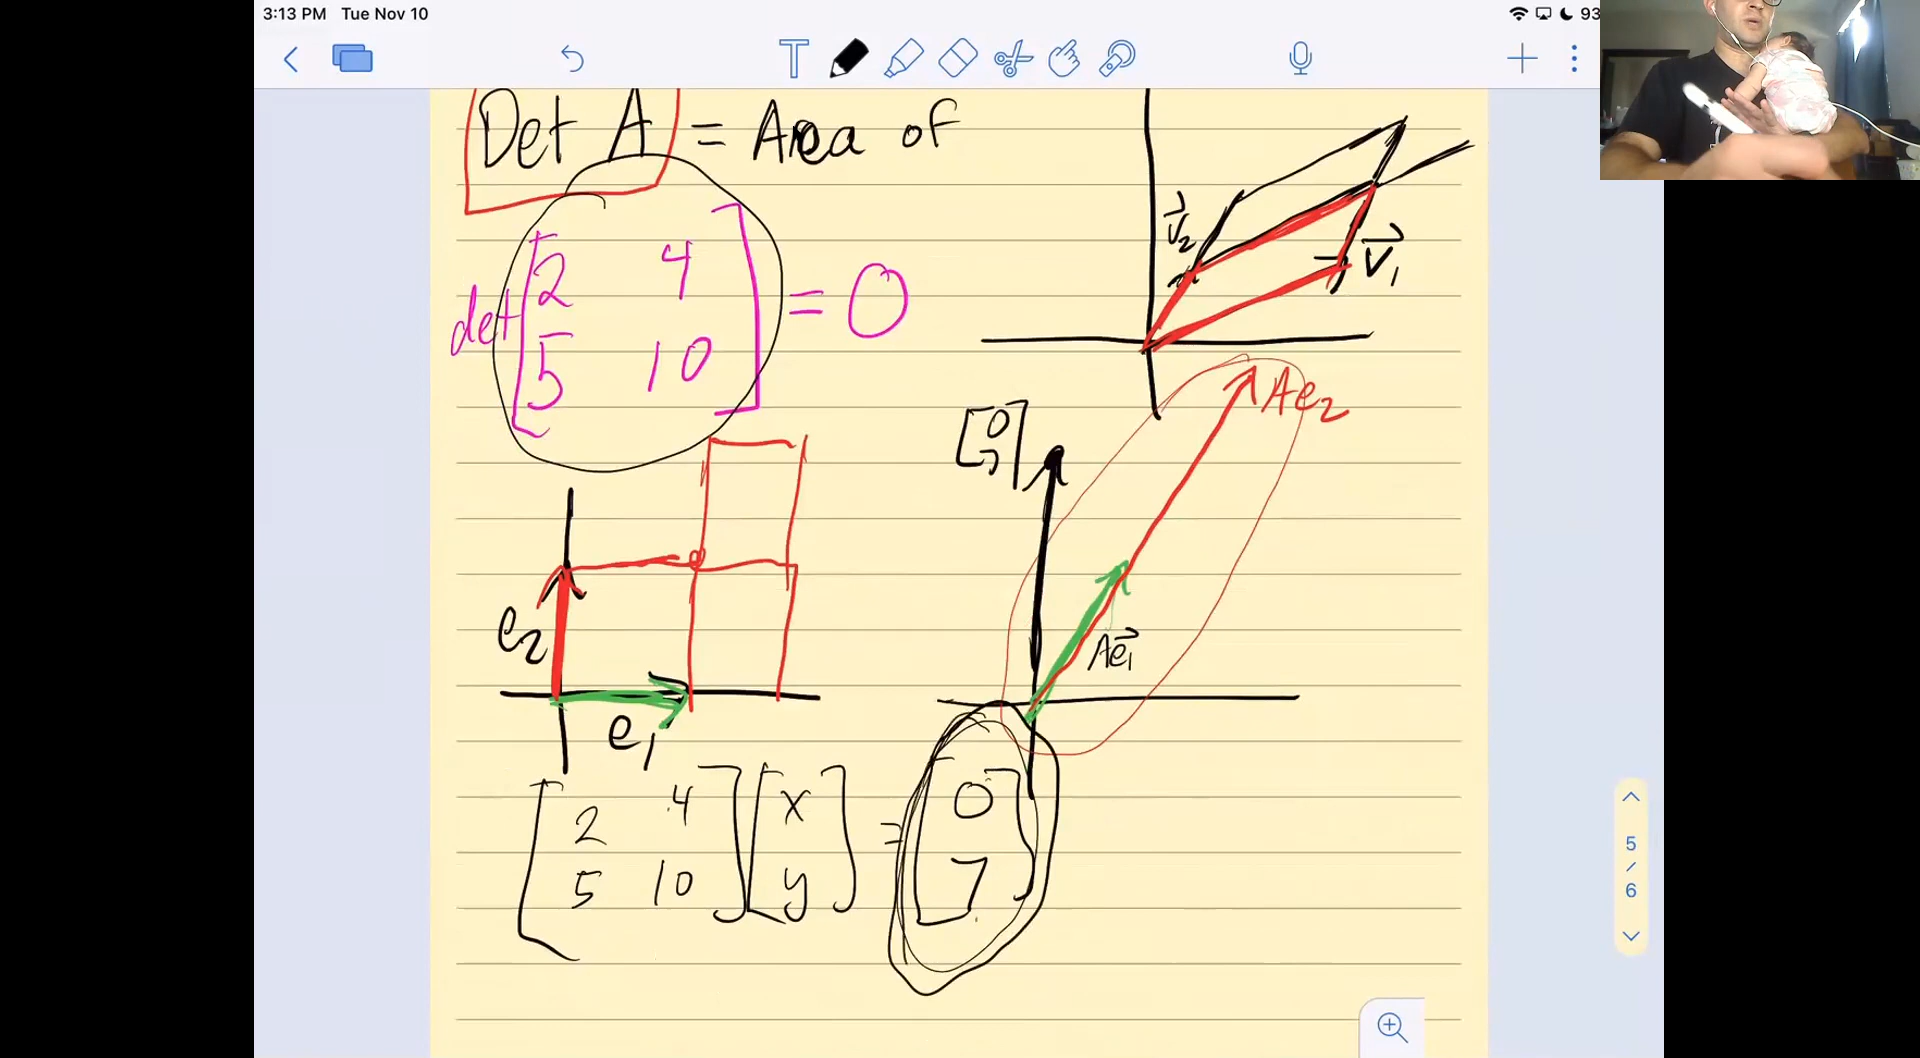 3:13 PM Tue Nov 10
93
T
Det A = Area of
det [2 4
5 10] = 0
v2
v1
Ae2
[0
7]
Ae1
e2
e1
[2 4
5 10] [x
y] = [0
7]
5
/
6